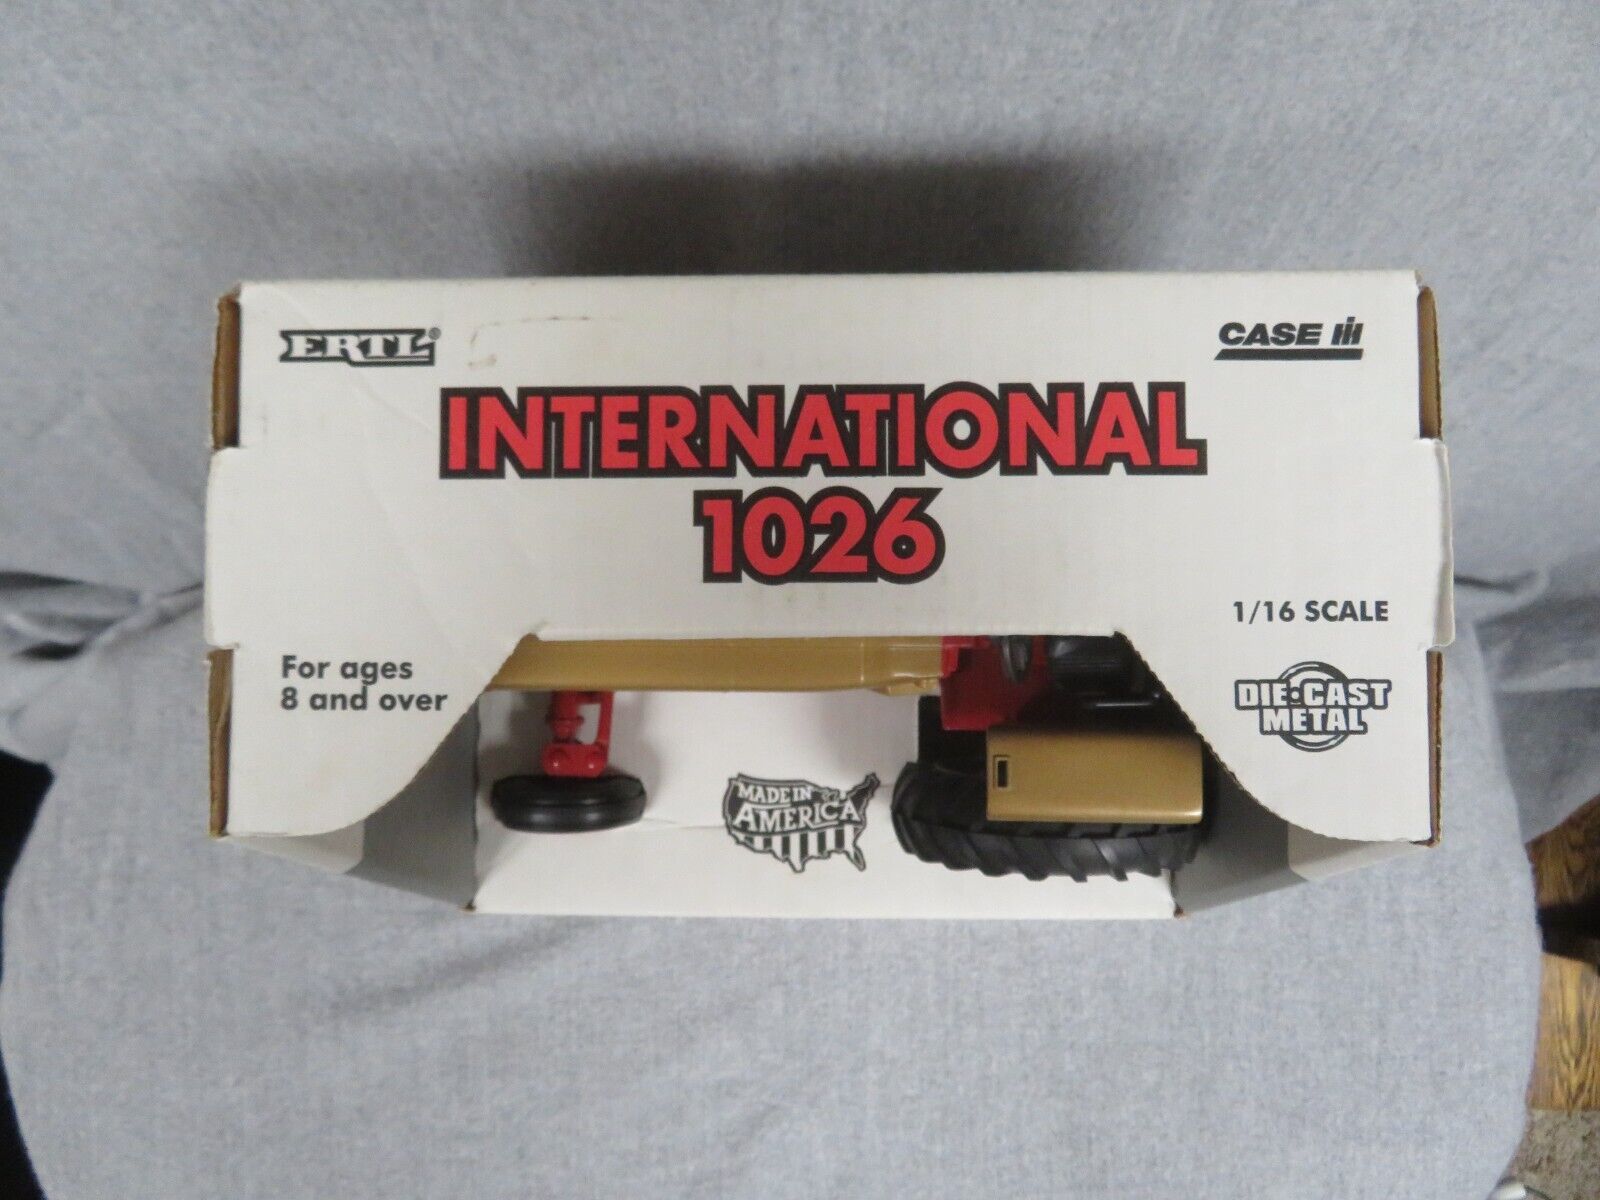 ERTL®
CASE IH
INTERNATIONAL
1026
1/16 SCALE
For ages
8 and over
DIE·CAST
METAL
MADE IN
AMERICA